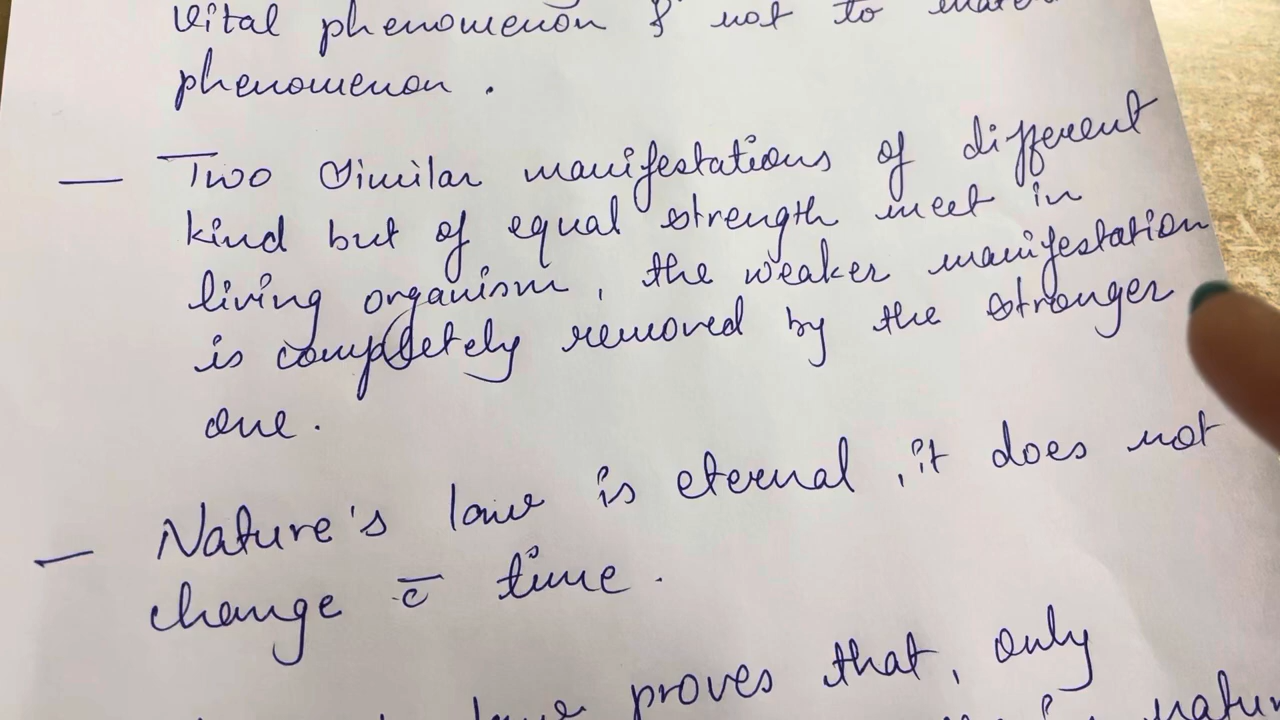 vital phenomenon & not to
phenomenon.
— Two similar manifestations of different
kind but of equal strength meet in
living organism, the weaker manifestation
is completely removed by the stronger
one.
— Nature's law is eternal, it does not
change c̄ time.
proves that, only